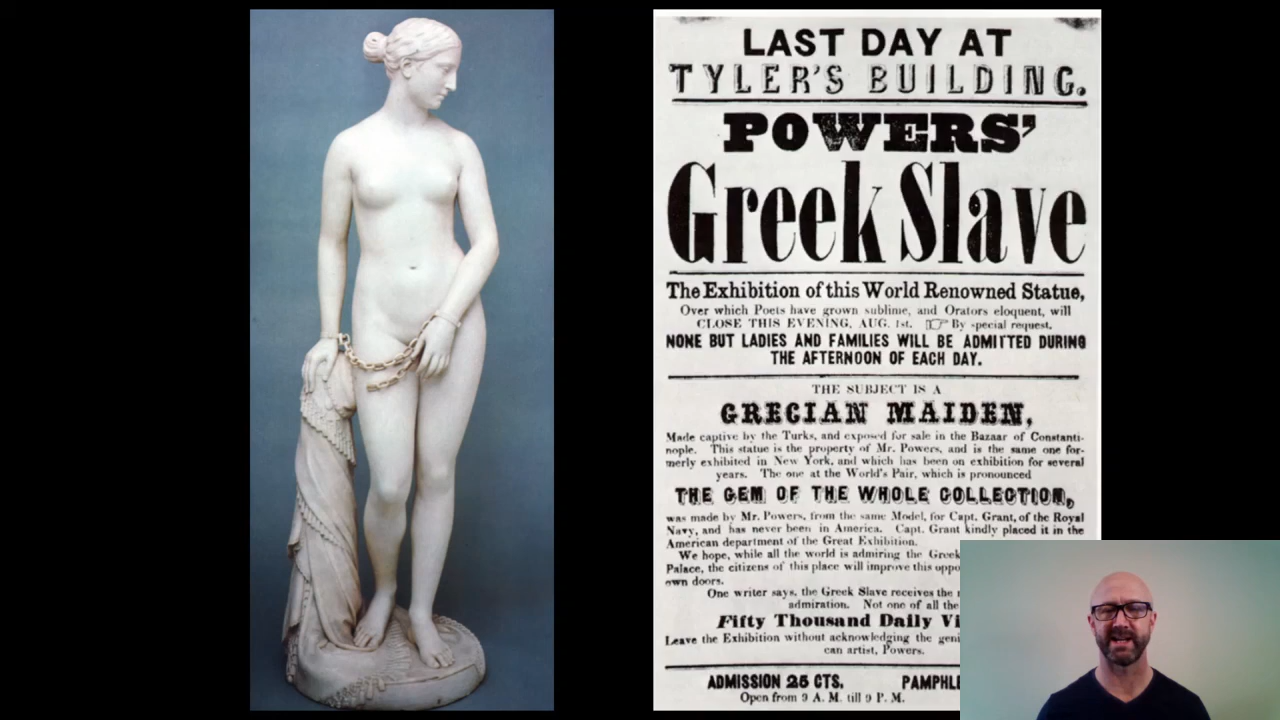 LAST DAY AT
TYLER'S BUILDING.
POWERS'
Greek Slave
The Exhibition of this World Renowned Statue,
Over which Poets have grown sublime, and Orators eloquent, will
CLOSE THIS EVENING, AUG. 1st. ☞ By special request,
NONE BUT LADIES AND FAMILIES WILL BE ADMITTED DURING
THE AFTERNOON OF EACH DAY.
THE SUBJECT IS A
GRECIAN MAIDEN,
Made captive by the Turks, and exposed for sale in the Bazaar of Constanti-
nople. This statue is the property of Mr. Powers, and is the same one for-
merly exhibited in New York, and which has been on exhibition for several
years. The one at the World's Fair, which is pronounced
THE GEM OF THE WHOLE COLLECTION,
was made by Mr. Powers, from the same Model, for Capt. Grant, of the Royal
Navy, and has never been in America. Capt. Grant kindly placed it in the
American department of the Great Exhibition.
We hope, while all the world is admiring the Greek
Palace, the citizens of this place will improve this
own doors.
One writer says, the Greek Slave receives the
admiration. Not one of all the
Fifty Thousand Daily
Leave the Exhibition without acknowledging the
can artist, Powers.
ADMISSION 25 CTS.
Open from 9 A. M. till 9 P. M.